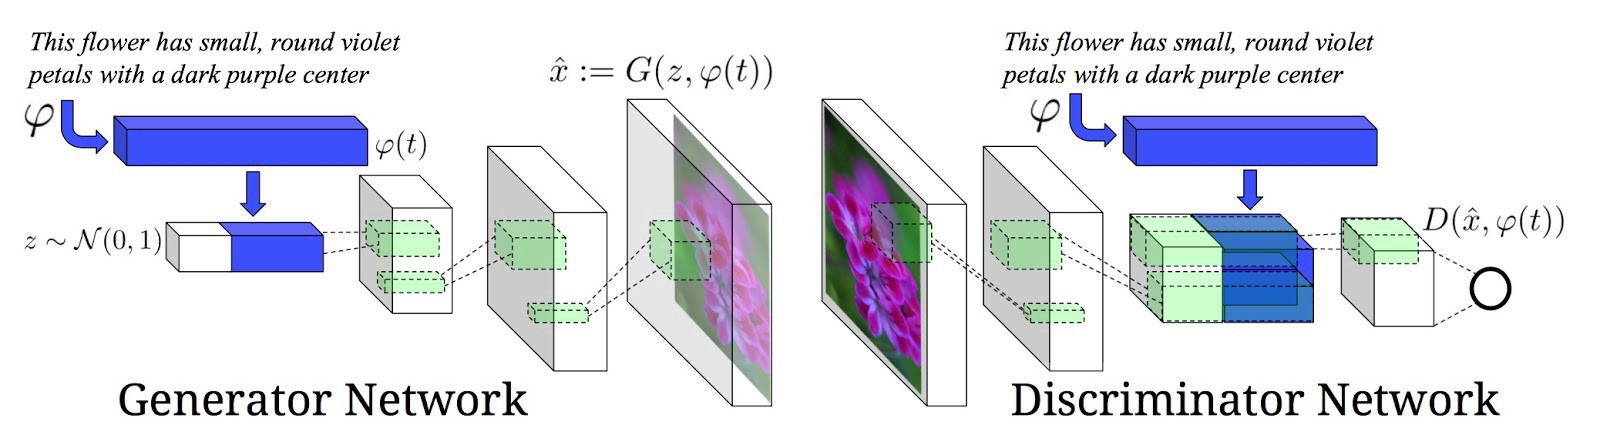 This flower has small, round violet
petals with a dark purple center
φ
φ(t)
z ∼ 𝒩(0, 1)
x̂ := G(z, φ(t))
Generator Network
This flower has small, round violet
petals with a dark purple center
φ
D(x̂, φ(t))
Discriminator Network